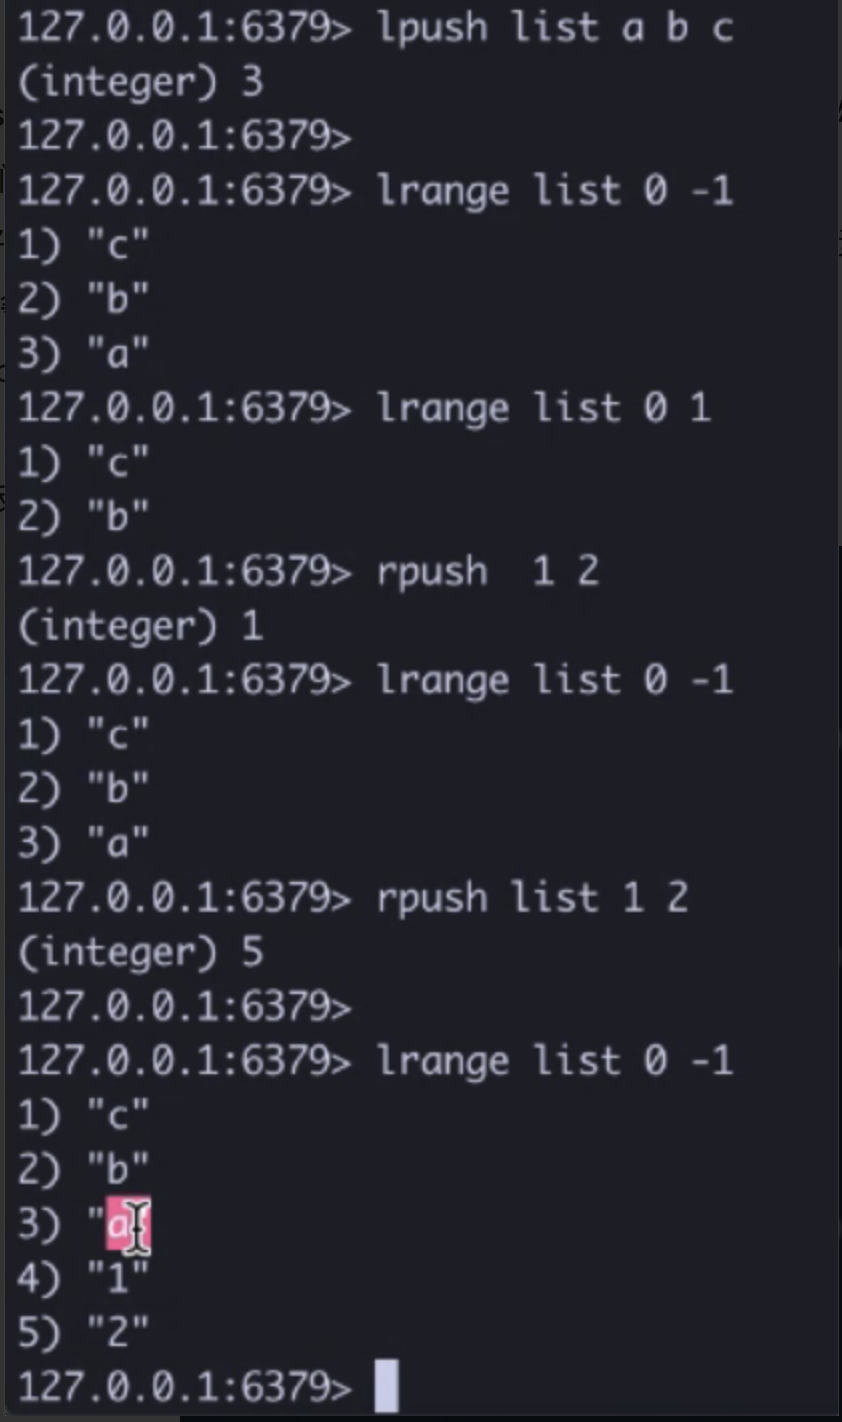 127.0.0.1:6379> lpush list a b c
(integer) 3
127.0.0.1:6379>
127.0.0.1:6379> lrange list 0 -1
1) "c"
2) "b"
3) "a"
127.0.0.1:6379> lrange list 0 1
1) "c"
2) "b"
127.0.0.1:6379> rpush  1 2
(integer) 1
127.0.0.1:6379> lrange list 0 -1
1) "c"
2) "b"
3) "a"
127.0.0.1:6379> rpush list 1 2
(integer) 5
127.0.0.1:6379>
127.0.0.1:6379> lrange list 0 -1
1) "c"
2) "b"
3) "a"
4) "1"
5) "2"
127.0.0.1:6379>